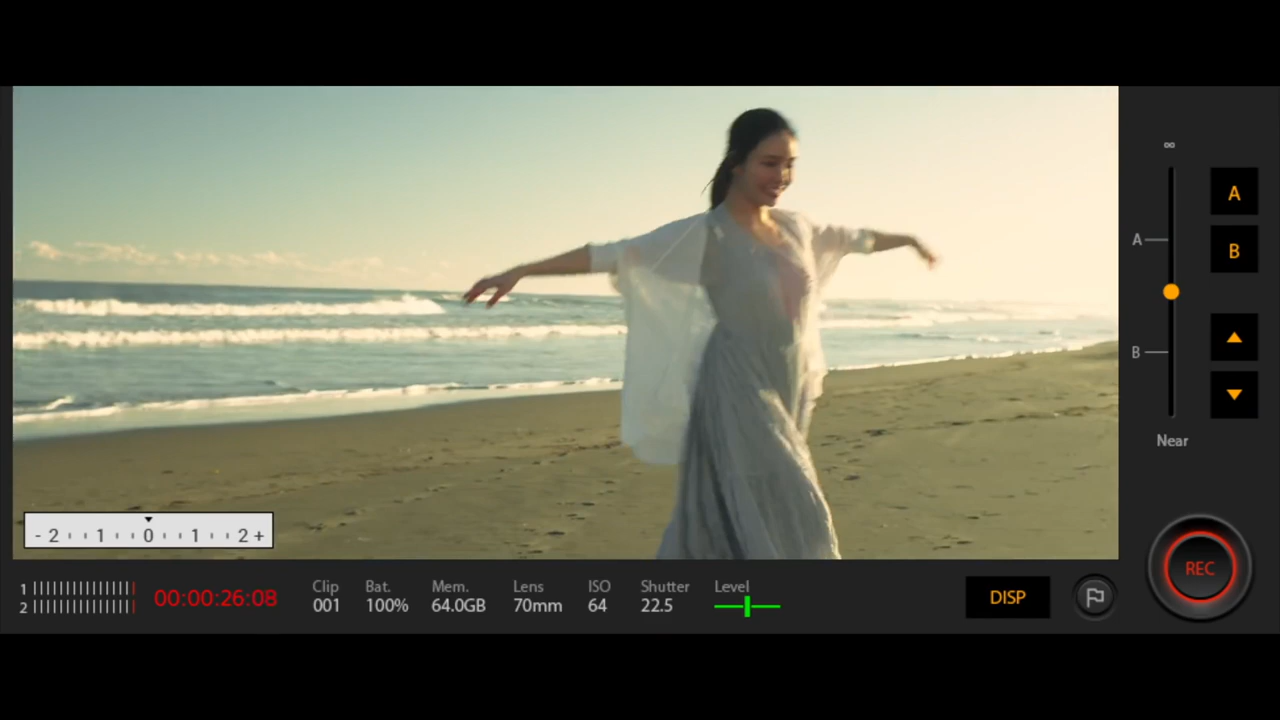 ∞
A
A
B
B
Near
- 2 1 0 1 2 +
1
2
00:00:26:08
Clip Bat. Mem. Lens ISO Shutter Level
001 100% 64.0GB 70mm 64 22.5
DISP
REC